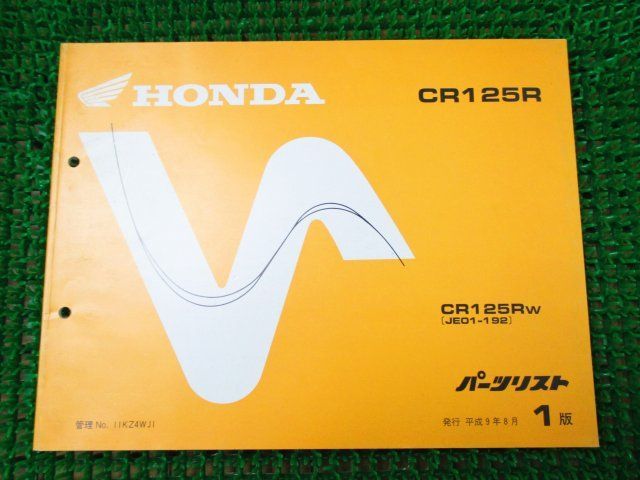 HONDA
CR125R
CR125RW
[JE01-192]
パーツリスト
管理 No. 11KZ4WJ1
発行 平成9年8月 1版